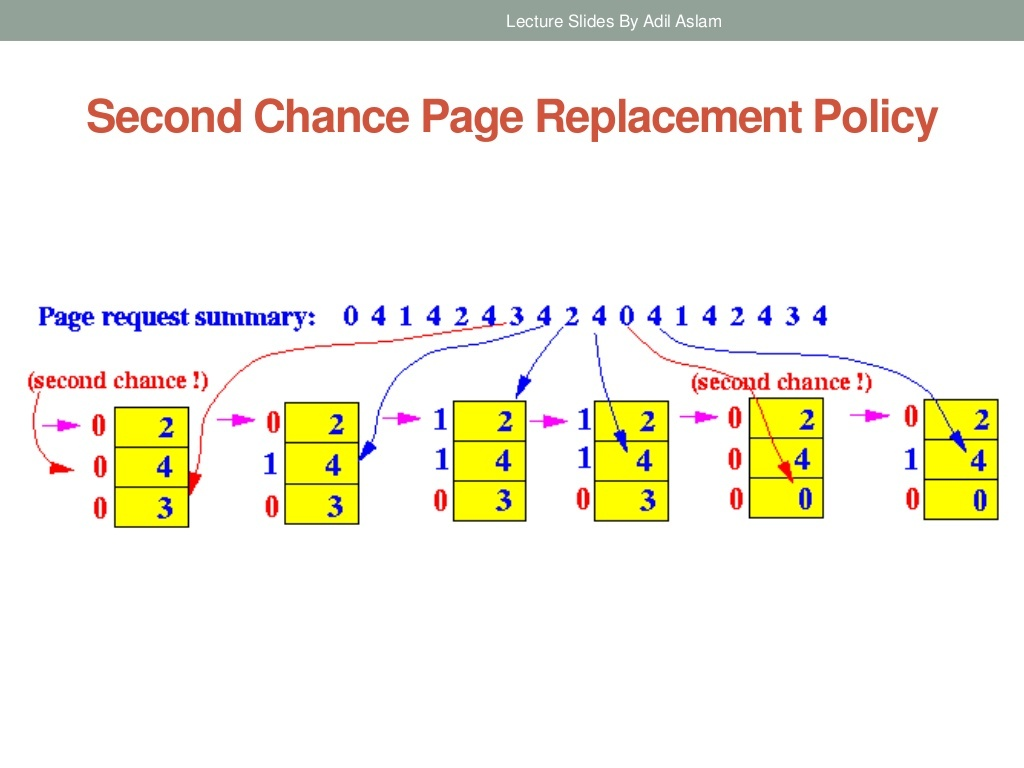 Lecture Slides By Adil Aslam
Second Chance Page Replacement Policy
Page request summary: 0 4 1 4 2 4 3 4 2 4 0 4 1 4 2 4 3 4
(second chance !) (second chance !)
0 2 0 2 1 2 1 2 0 2 0 2
0 4 1 4 1 4 1 4 0 4 1 4
0 3 0 3 0 3 0 3 0 0 0 0